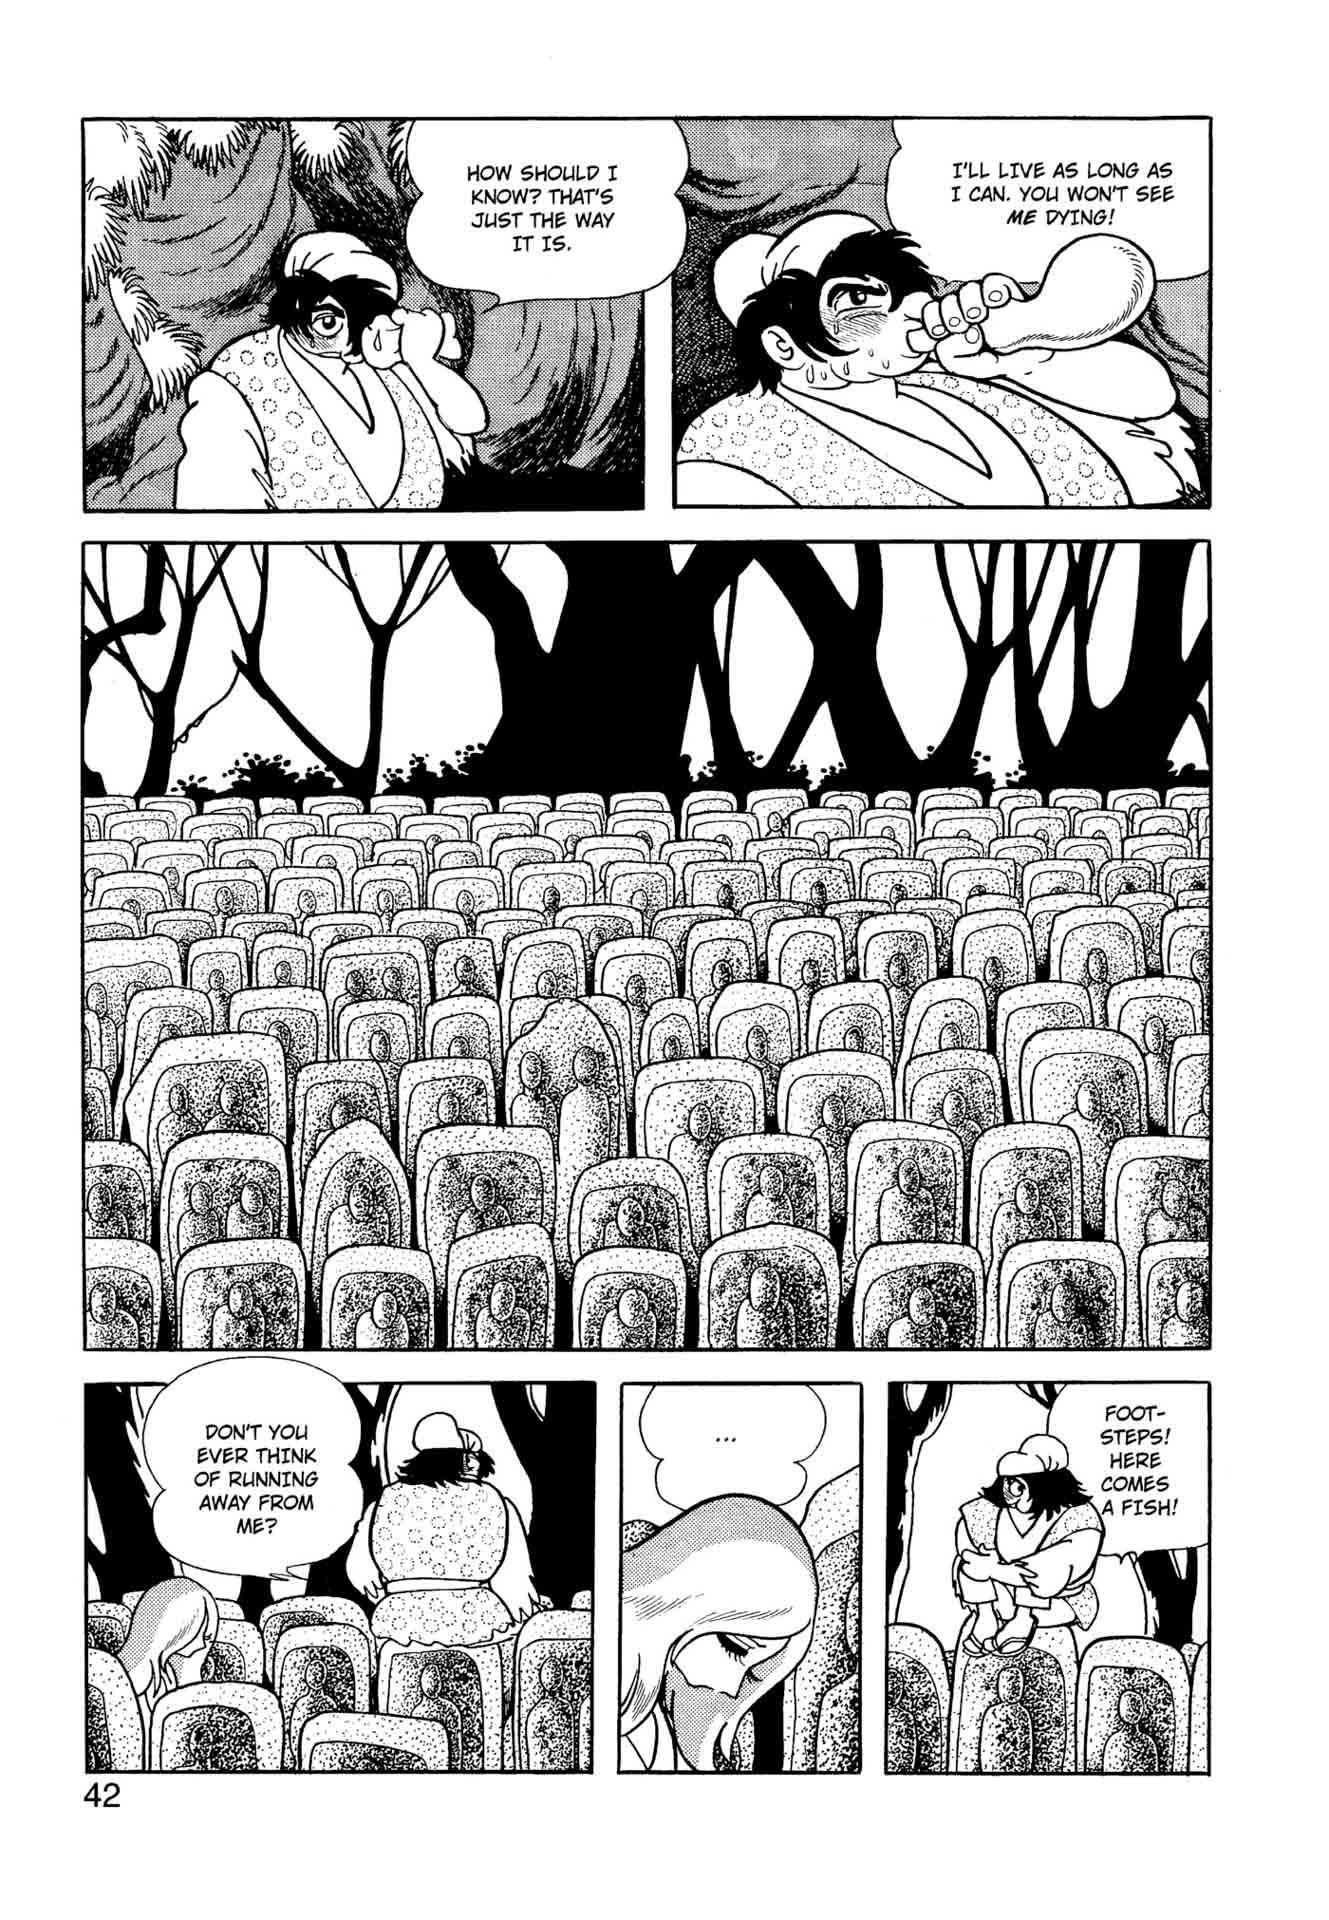 HOW SHOULD I
KNOW? THAT'S
JUST THE WAY
IT IS.
I'LL LIVE AS LONG AS
I CAN. YOU WON'T SEE
ME DYING!
DON'T YOU
EVER THINK
OF RUNNING
AWAY FROM
ME?
...
FOOT-
STEPS!
HERE
COMES
A FISH!
42